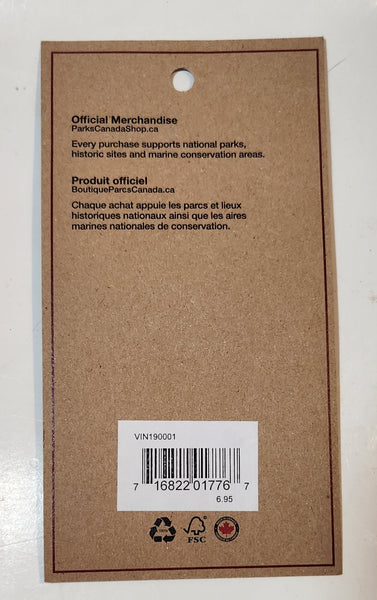 Official Merchandise
ParksCanadaShop.ca
Every purchase supports national parks,
historic sites and marine conservation areas.
Produit officiel
BoutiqueParcsCanada.ca
Chaque achat appuie les parcs et lieux
historiques nationaux ainsi que les aires
marines nationales de conservation.
VIN190001
7 16822 01776 7
6.95
FSC